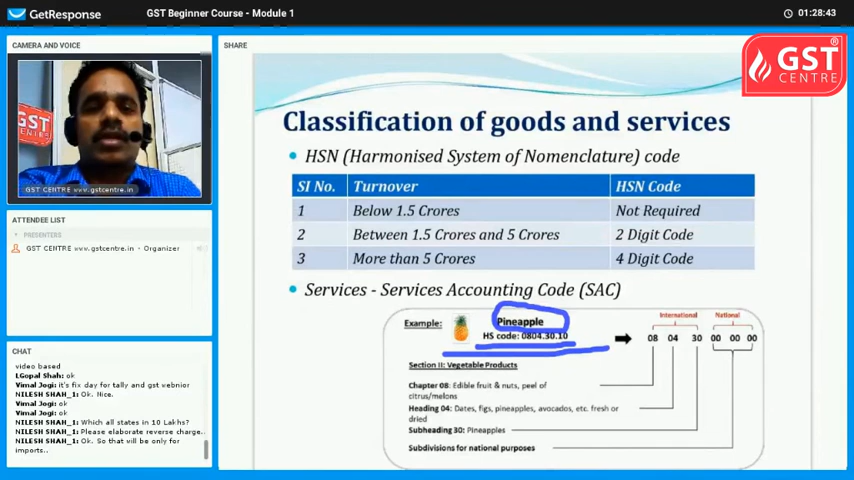 GetResponse
GST Beginner Course - Module 1
01:28:43
CAMERA AND VOICE
GST
CENTRE
GST CENTRE www.gstcentre.in
ATTENDEE LIST
PRESENTERS
GST CENTRE www.gstcentre.in - Organizer
CHAT
video based
LGopal Shah: ok
Vimal Jogi: it's fix day for tally and gst webnior
NILESH SHAH_1: Ok. Nice.
Vimal Jogi: ok
Vimal Jogi: ok
NILESH SHAH_1: Which all states in 10 Lakhs?
NILESH SHAH_1: Please elaborate reverse charge..
NILESH SHAH_1: Ok. So that will be only for
imports..
SHARE
GST®
CENTRE
Classification of goods and services
• HSN (Harmonised System of Nomenclature) code
SI No. Turnover HSN Code
1 Below 1.5 Crores Not Required
2 Between 1.5 Crores and 5 Crores 2 Digit Code
3 More than 5 Crores 4 Digit Code
• Services - Services Accounting Code (SAC)
Example:
Pineapple
HS code: 0804.30.10
International National
08 04 30 00 00 00
Section II: Vegetable Products
Chapter 08: Edible fruit & nuts, peel of
citrus/melons
Heading 04: Dates, figs, pineapples, avocados, etc. fresh or
dried
Subheading 30: Pineapples
Subdivisions for national purposes